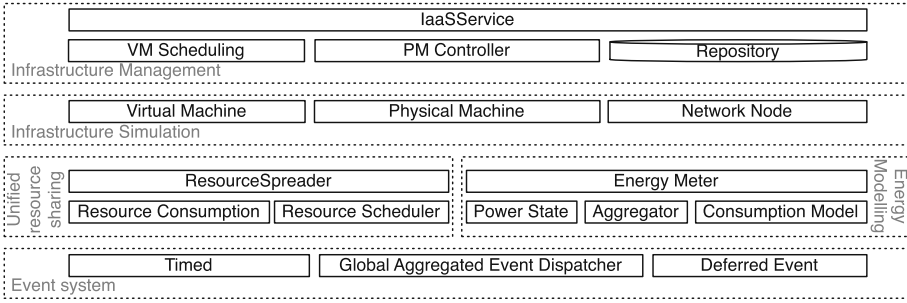 IaaSService
VM Scheduling
PM Controller
Repository
Infrastructure Management
Virtual Machine
Physical Machine
Network Node
Infrastructure Simulation
Unified
resource
sharing
ResourceSpreader
Resource Consumption
Resource Scheduler
Energy Meter
Power State
Aggregator
Consumption Model
Energy
Modelling
Timed
Global Aggregated Event Dispatcher
Deferred Event
Event system